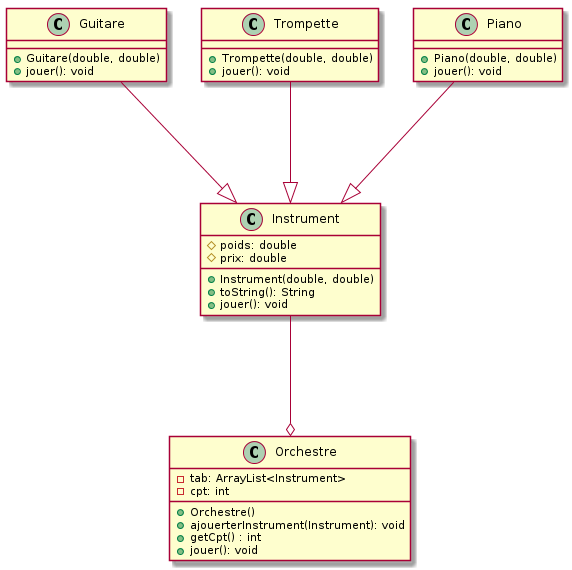 C Guitare
Guitare(double, double)
jouer(): void
C Trompette
Trompette(double, double)
jouer(): void
C Piano
Piano(double, double)
jouer(): void
C Instrument
poids: double
prix: double
Instrument(double, double)
toString(): String
jouer(): void
C Orchestre
tab: ArrayList<Instrument>
cpt: int
Orchestre()
ajouerterInstrument(Instrument): void
getCpt() : int
jouer(): void